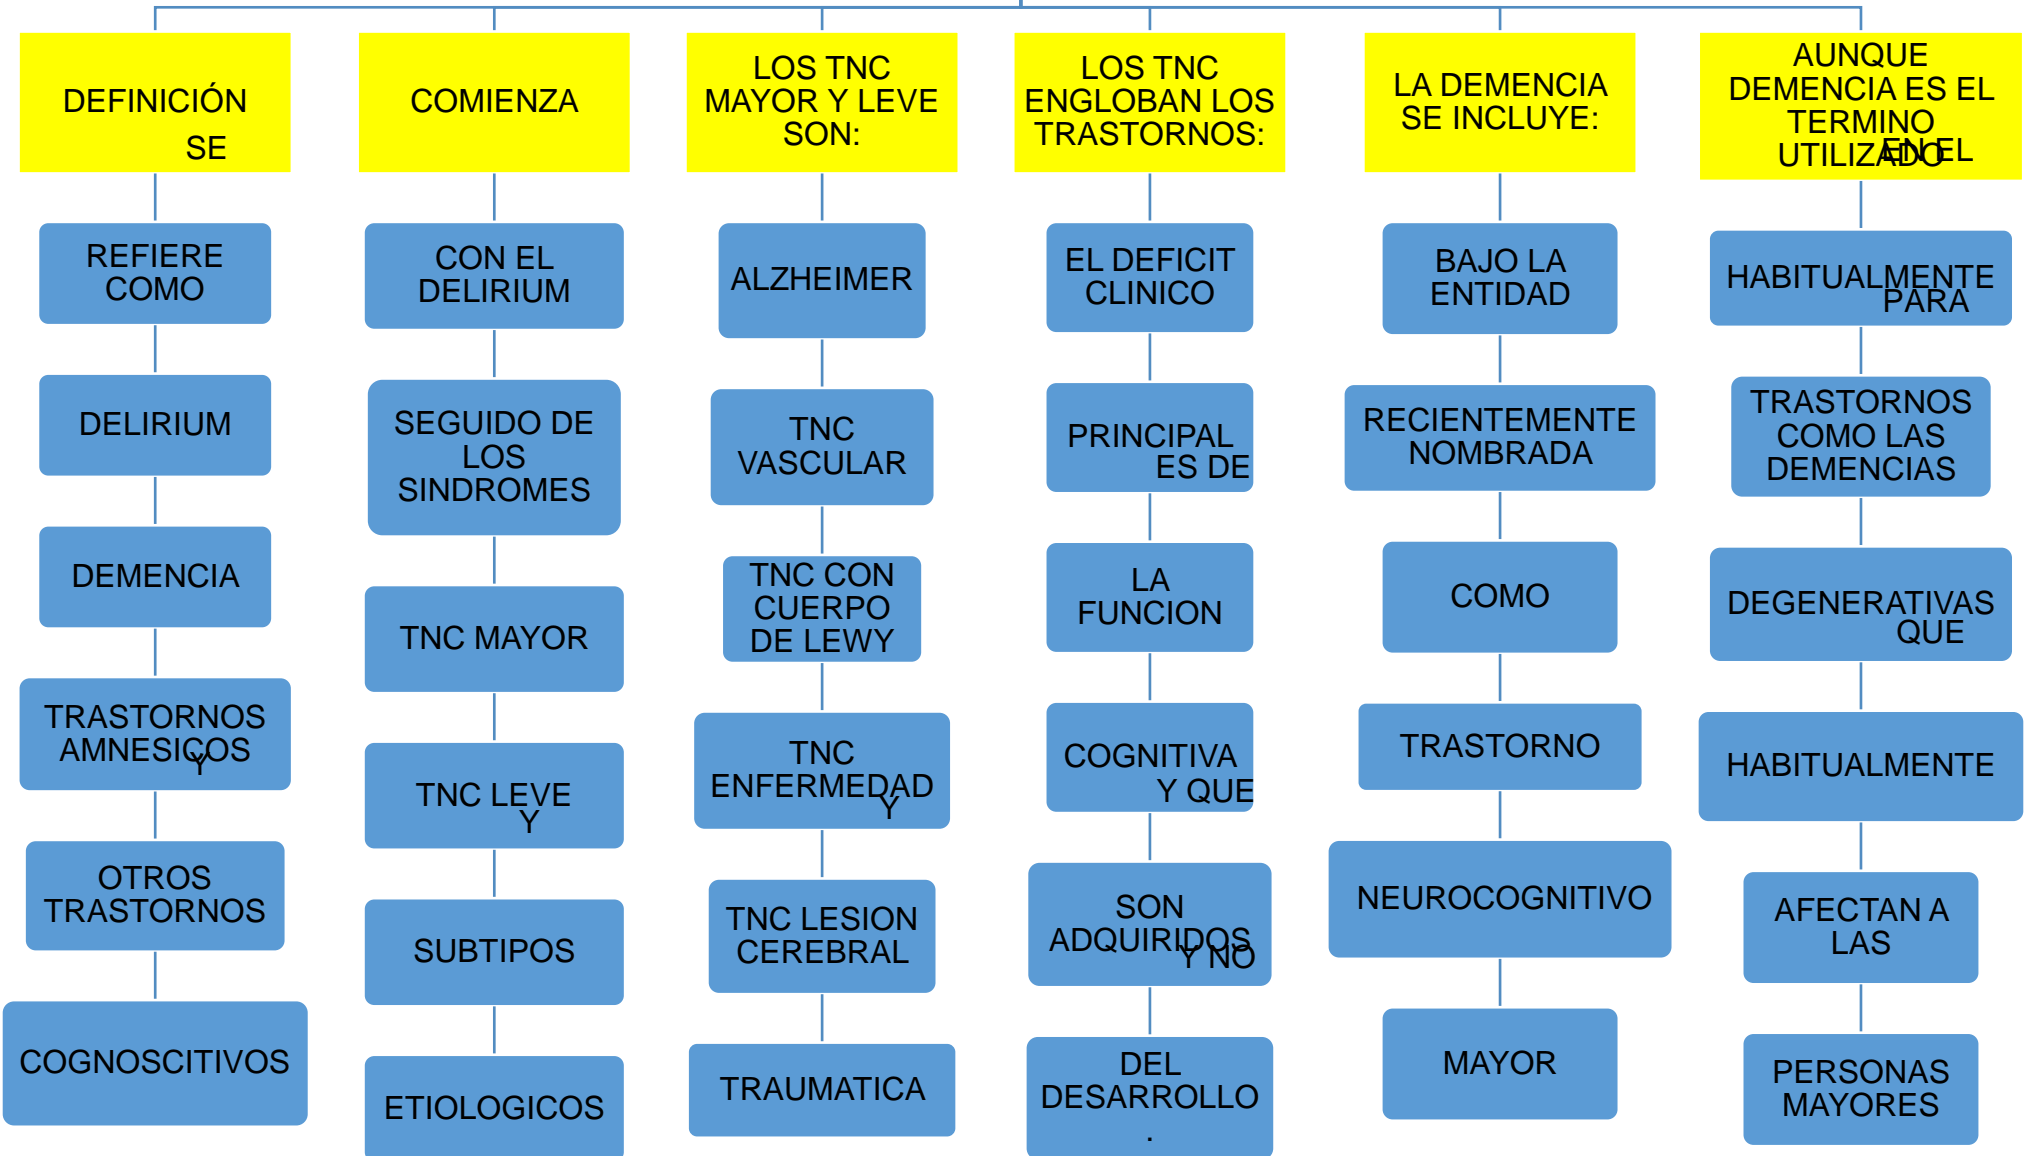 DEFINICIÓN
SE
REFIERE
COMO
DELIRIUM
DEMENCIA
TRASTORNOS
AMNESICOS
Y
OTROS
TRASTORNOS
COGNOSCITIVOS
COMIENZA
CON EL
DELIRIUM
SEGUIDO DE
LOS
SINDROMES
TNC MAYOR
TNC LEVE
Y
SUBTIPOS
ETIOLOGICOS
LOS TNC
MAYOR Y LEVE
SON:
ALZHEIMER
TNC
VASCULAR
TNC CON
CUERPO
DE LEWY
TNC
ENFERMEDAD
Y
TNC LESION
CEREBRAL
TRAUMATICA
LOS TNC
ENGLOBAN LOS
TRASTORNOS:
EL DEFICIT
CLINICO
PRINCIPAL
ES DE
LA
FUNCION
COGNITIVA
Y QUE
SON
ADQUIRIDOS
Y NO
DEL
DESARROLLO
.
LA DEMENCIA
SE INCLUYE:
BAJO LA
ENTIDAD
RECIENTEMENTE
NOMBRADA
COMO
TRASTORNO
NEUROCOGNITIVO
MAYOR
AUNQUE
DEMENCIA ES EL
TERMINO
UTILIZADO
EN EL
HABITUALMENTE
PARA
TRASTORNOS
COMO LAS
DEMENCIAS
DEGENERATIVAS
QUE
HABITUALMENTE
AFECTAN A
LAS
PERSONAS
MAYORES